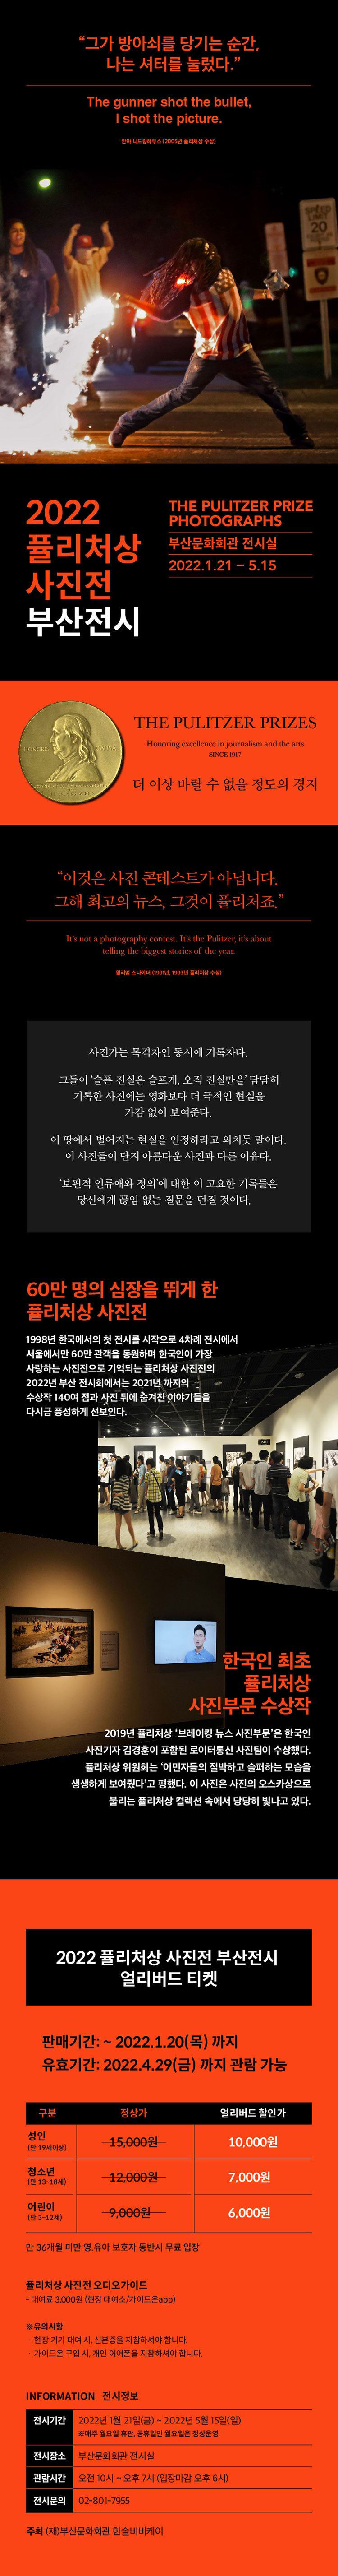 “그가 방아쇠를 당기는 순간,
나는 셔터를 눌렀다.”
The gunner shot the bullet,
I shot the picture.
안야 니드링하우스 (2005년 퓰리처상 수상)
20
2022
퓰리처상
사진전
부산전시
THE PULITZER PRIZE
PHOTOGRAPHS
부산문화회관 전시실
2022.1.21 – 5.15
THE PULITZER PRIZES
Honoring excellence in journalism and the arts
SINCE 1917
더 이상 바랄 수 없을 정도의 경지
“이것은 사진 콘테스트가 아닙니다.
그해 최고의 뉴스, 그것이 퓰리처죠.”
It's not a photography contest. It's the Pulitzer, it's about
telling the biggest stories of the year.
윌리엄 스나이더 (1991년, 1993년 퓰리처상 수상)
사진가는 목격자인 동시에 기록자다.
그들이 ‘슬픈 진실은 슬프게, 오직 진실만을’ 담담히
기록한 사진에는 영화보다 더 극적인 현실을
가감 없이 보여준다.
이 땅에서 벌어지는 현실을 인정하라고 외치듯 말이다.
이 사진들이 단지 아름다운 사진과 다른 이유다.
‘보편적 인류애와 정의’에 대한 이 고요한 기록들은
당신에게 끊임 없는 질문을 던질 것이다.
60만 명의 심장을 뛰게 한
퓰리처상 사진전
1998년 한국에서의 첫 전시를 시작으로 4차례 전시에서
서울에서만 60만 관객을 동원하며 한국인이 가장
사랑하는 사진전으로 기억되는 퓰리처상 사진전의
2022년 부산 전시회에서는 2021년 까지의
수상작 140여 점과 사진 뒤에 숨겨진 이야기들을
다시금 풍성하게 선보인다.
한국인 최초
퓰리처상
사진부문 수상작
2019년 퓰리처상 ‘브레이킹 뉴스 사진부문’은 한국인
사진기자 김경훈이 포함된 로이터통신 사진팀이 수상했다.
퓰리처상 위원회는 ‘이민자들의 절박하고 슬퍼하는 모습을
생생하게 보여줬다’고 평했다. 이 사진은 사진의 오스카상으로
불리는 퓰리처상 컬렉션 속에서 당당히 빛나고 있다.
2022 퓰리처상 사진전 부산전시
얼리버드 티켓
판매기간: ~ 2022.1.20(목) 까지
유효기간: 2022.4.29(금) 까지 관람 가능
구분 정상가 얼리버드 할인가
성인
(만 19세이상) 15,000원 10,000원
청소년
(만 13~18세) 12,000원 7,000원
어린이
(만 3~12세) 9,000원 6,000원
만 36개월 미만 영.유아 보호자 동반시 무료 입장
퓰리처상 사진전 오디오가이드
- 대여료 3,000원 (현장 대여소/가이드온app)
※유의사항
· 현장 기기 대여 시, 신분증을 지참하셔야 합니다.
· 가이드온 구입 시, 개인 이어폰을 지참하셔야 합니다.
INFORMATION 전시정보
전시기간 2022년 1월 21일(금) ~ 2022년 5월 15일(일)
※매주 월요일 휴관, 공휴일인 월요일은 정상운영
전시장소 부산문화회관 전시실
관람시간 오전 10시 ~ 오후 7시 (입장마감 오후 6시)
전시문의 02-801-7955
주최 (재)부산문화회관 한솔비비케이